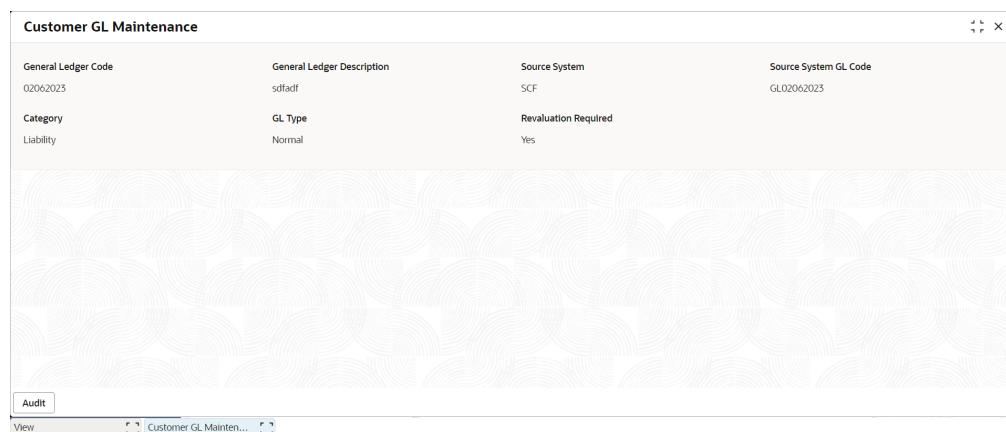 Customer GL Maintenance
General Ledger Code General Ledger Description Source System Source System GL Code
02062023 sdfadf SCF GL02062023
Category GL Type Revaluation Required
Liability Normal Yes
Audit
View Customer GL Mainten...